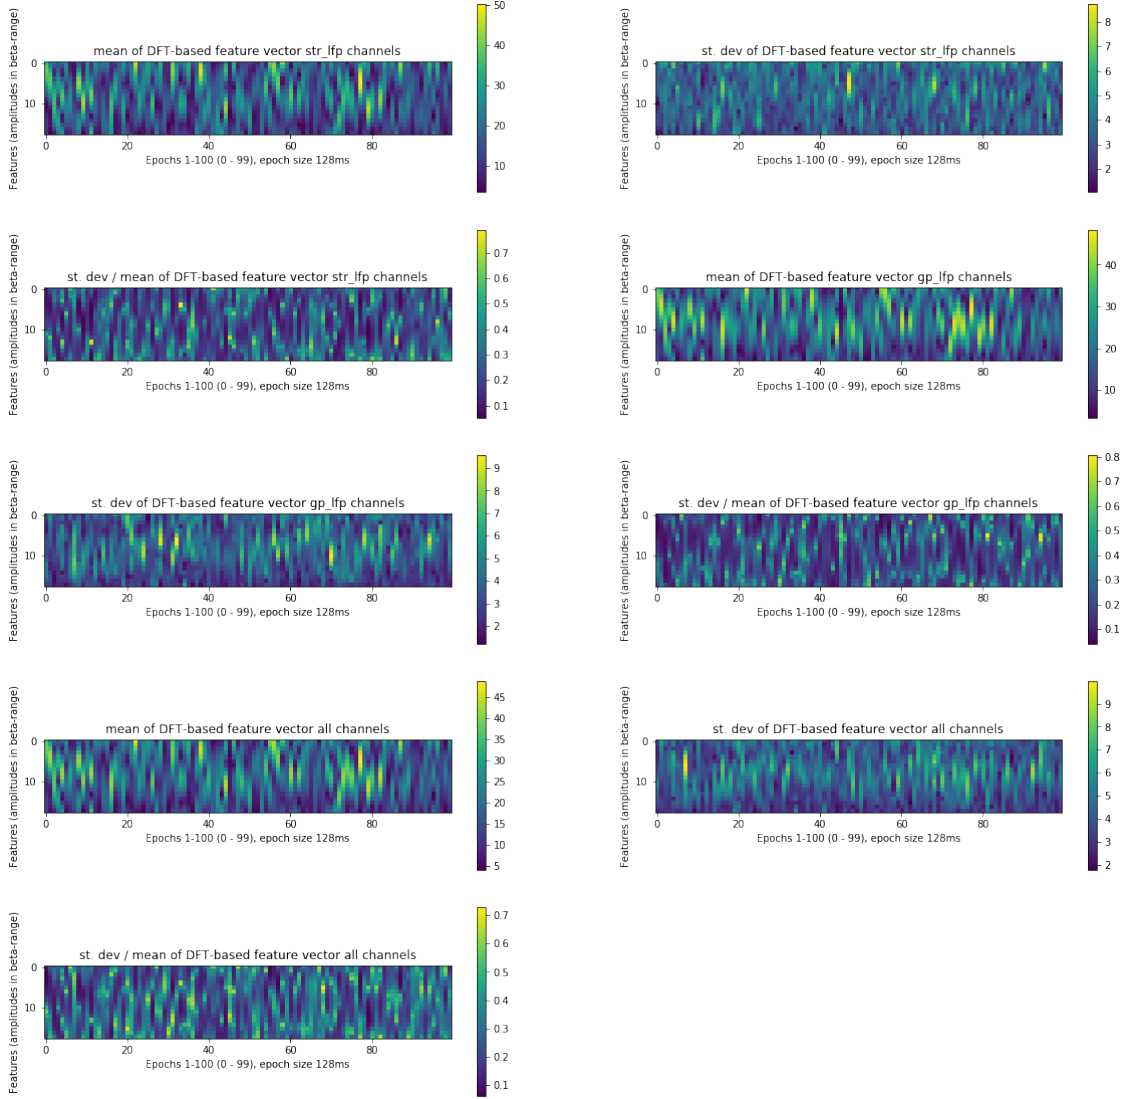 mean of DFT-based feature vector str_lfp channels
Features (amplitudes in beta-range)
0
10
0 20 40 60 80
Epochs 1-100 (0 - 99), epoch size 128ms
50
40
30
20
10
st. dev of DFT-based feature vector str_lfp channels
Features (amplitudes in beta-range)
0
10
0 20 40 60 80
Epochs 1-100 (0 - 99), epoch size 128ms
8
7
6
5
4
3
2
st. dev / mean of DFT-based feature vector str_lfp channels
Features (amplitudes in beta-range)
0
10
0 20 40 60 80
Epochs 1-100 (0 - 99), epoch size 128ms
0.7
0.6
0.5
0.4
0.3
0.2
0.1
mean of DFT-based feature vector gp_lfp channels
Features (amplitudes in beta-range)
0
10
0 20 40 60 80
Epochs 1-100 (0 - 99), epoch size 128ms
40
30
20
10
st. dev of DFT-based feature vector gp_lfp channels
Features (amplitudes in beta-range)
0
10
0 20 40 60 80
Epochs 1-100 (0 - 99), epoch size 128ms
9
8
7
6
5
4
3
2
st. dev / mean of DFT-based feature vector gp_lfp channels
Features (amplitudes in beta-range)
0
10
0 20 40 60 80
Epochs 1-100 (0 - 99), epoch size 128ms
0.8
0.7
0.6
0.5
0.4
0.3
0.2
0.1
mean of DFT-based feature vector all channels
Features (amplitudes in beta-range)
0
10
0 20 40 60 80
Epochs 1-100 (0 - 99), epoch size 128ms
45
40
35
30
25
20
15
10
5
st. dev of DFT-based feature vector all channels
Features (amplitudes in beta-range)
0
10
0 20 40 60 80
Epochs 1-100 (0 - 99), epoch size 128ms
9
8
7
6
5
4
3
2
st. dev / mean of DFT-based feature vector all channels
Features (amplitudes in beta-range)
0
10
0 20 40 60 80
Epochs 1-100 (0 - 99), epoch size 128ms
0.7
0.6
0.5
0.4
0.3
0.2
0.1